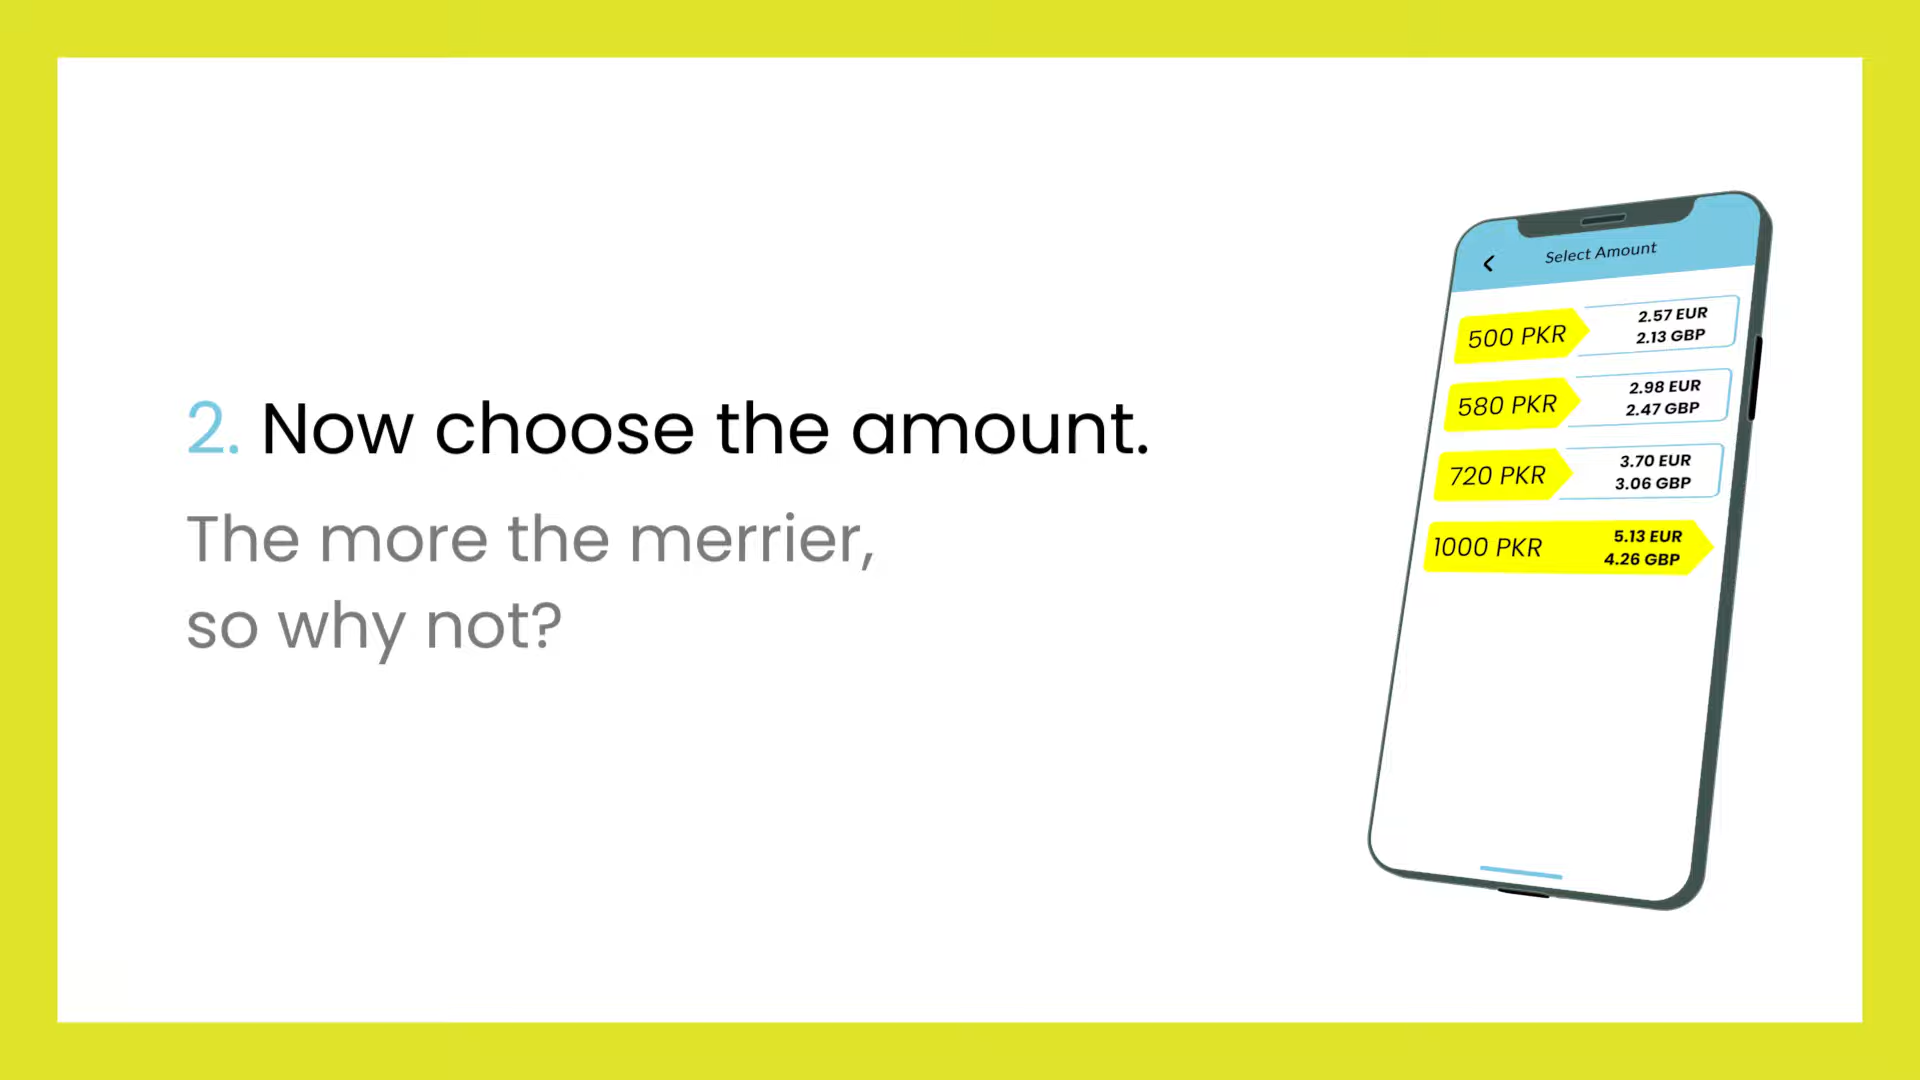 2. Now choose the amount.
The more the merrier,
so why not?
Select Amount
500 PKR
2.57 EUR
2.13 GBP
580 PKR
2.98 EUR
2.47 GBP
720 PKR
3.70 EUR
3.06 GBP
1000 PKR
5.13 EUR
4.26 GBP